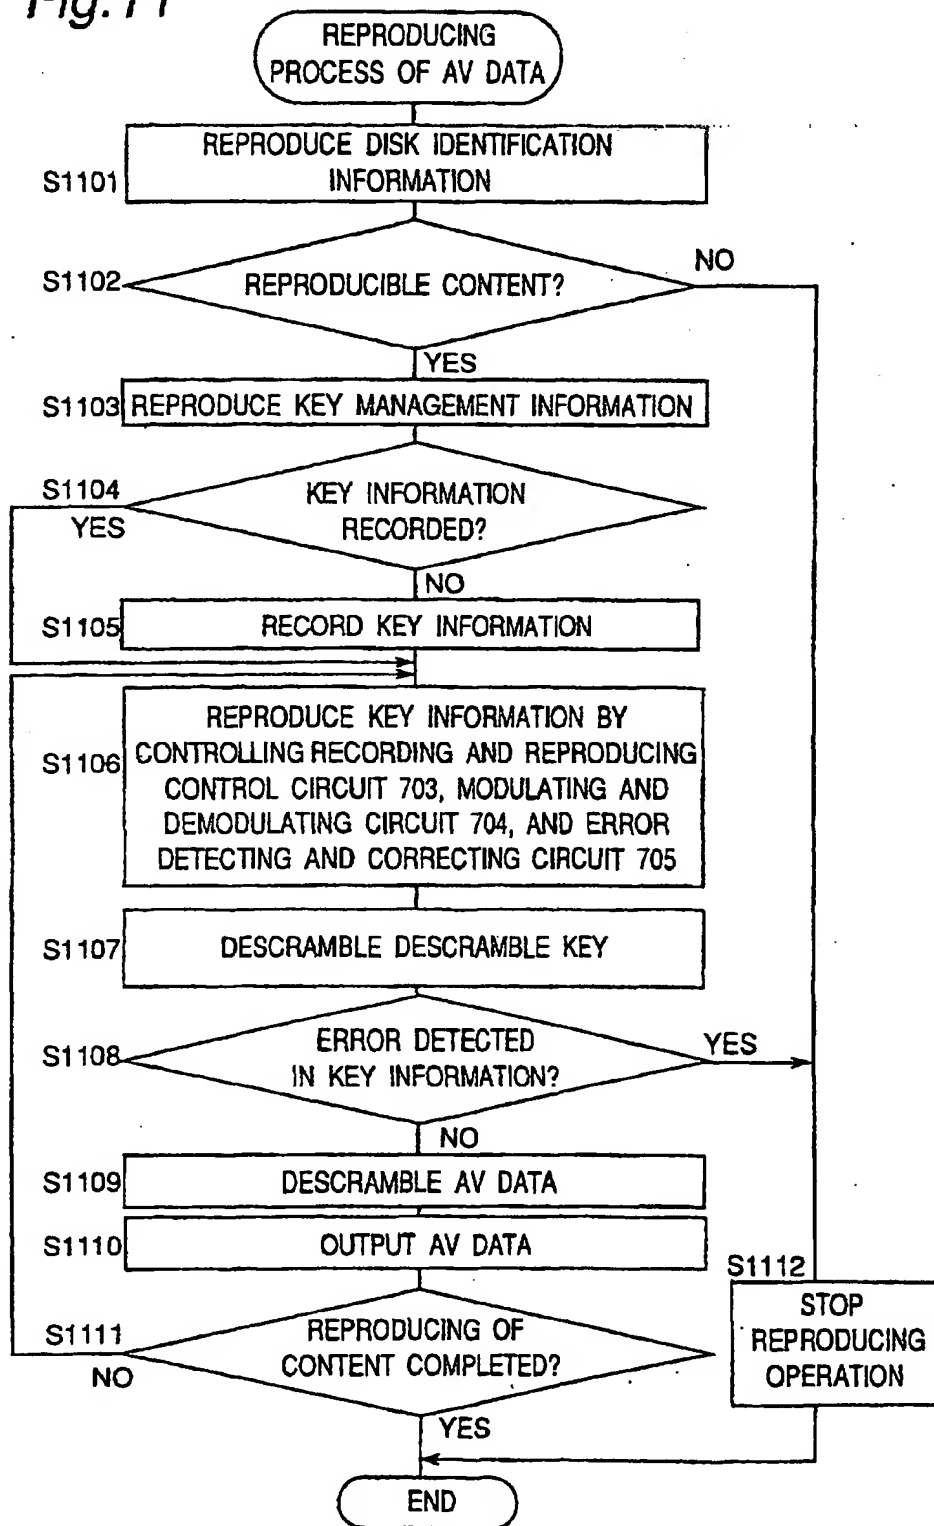 Fig. 11
REPRODUCING
PROCESS OF AV DATA
REPRODUCE DISK IDENTIFICATION
INFORMATION
S1101
S1102
REPRODUCIBLE CONTENT?
NO
YES
S1103
REPRODUCE KEY MANAGEMENT INFORMATION
S1104
KEY INFORMATION
RECORDED?
YES
NO
S1105
RECORD KEY INFORMATION
S1106
REPRODUCE KEY INFORMATION BY
CONTROLLING RECORDING AND REPRODUCING
CONTROL CIRCUIT 703, MODULATING AND
DEMODULATING CIRCUIT 704, AND ERROR
DETECTING AND CORRECTING CIRCUIT 705
S1107
DESCRAMBLE DESCRAMBLE KEY
S1108
ERROR DETECTED
IN KEY INFORMATION?
YES
NO
S1109
DESCRAMBLE AV DATA
S1110
OUTPUT AV DATA
S1111
REPRODUCING OF
CONTENT COMPLETED?
NO
YES
S1112
STOP
REPRODUCING
OPERATION
END